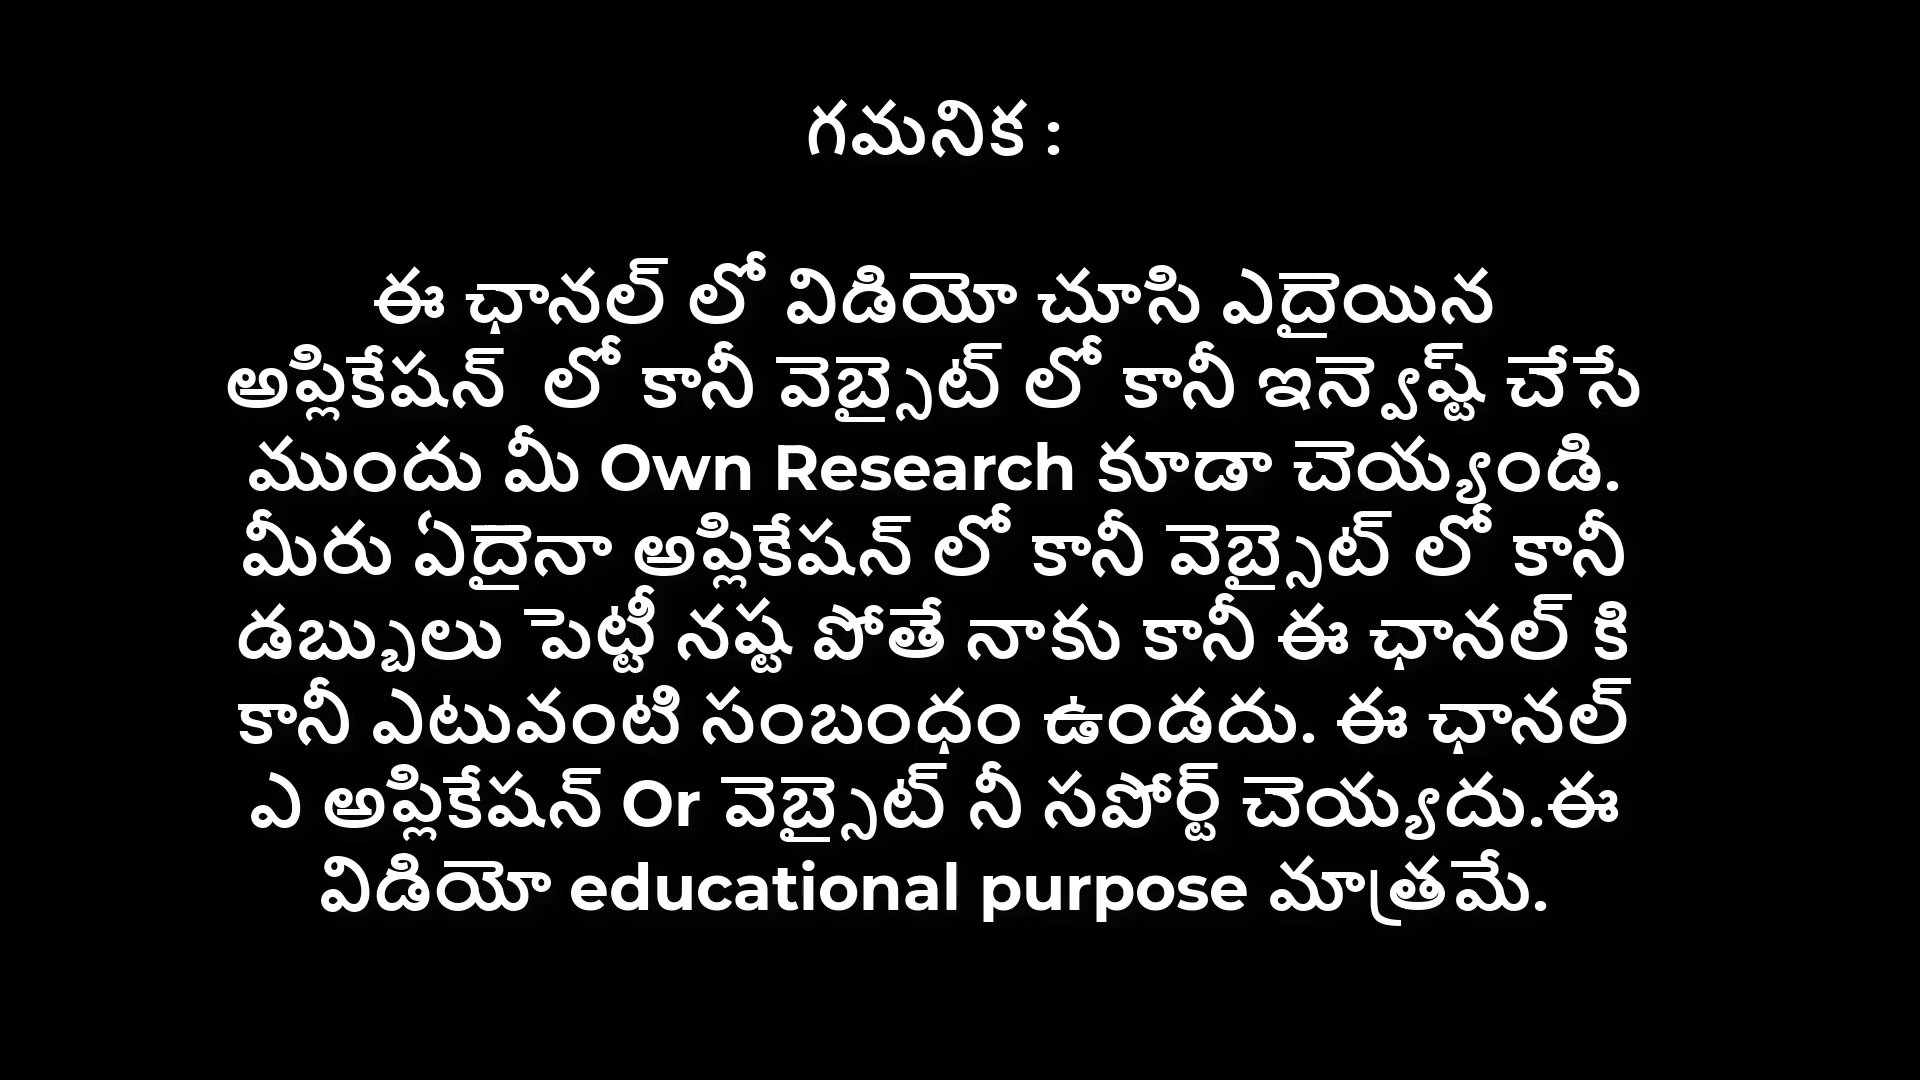 గమనిక :
ఈ ఛానల్ లో విడియో చూసి ఎదైయిన
అప్లికేషన్ లో కానీ వెబ్సైట్ లో కానీ ఇన్వెష్ట్ చేసే
ముందు మీ Own Research కూడా చెయ్యండి.
మీరు ఏదైనా అప్లికేషన్ లో కానీ వెబ్సైట్ లో కానీ
డబ్బులు పెట్టీ నష్ట పోతే నాకు కానీ ఈ ఛానల్ కి
కానీ ఎటువంటి సంబంధం ఉండదు. ఈ ఛానల్
ఎ అప్లికేషన్ Or వెబ్సైట్ నీ సపోర్ట్ చెయ్యదు.ఈ
విడియో educational purpose మాత్రమే.